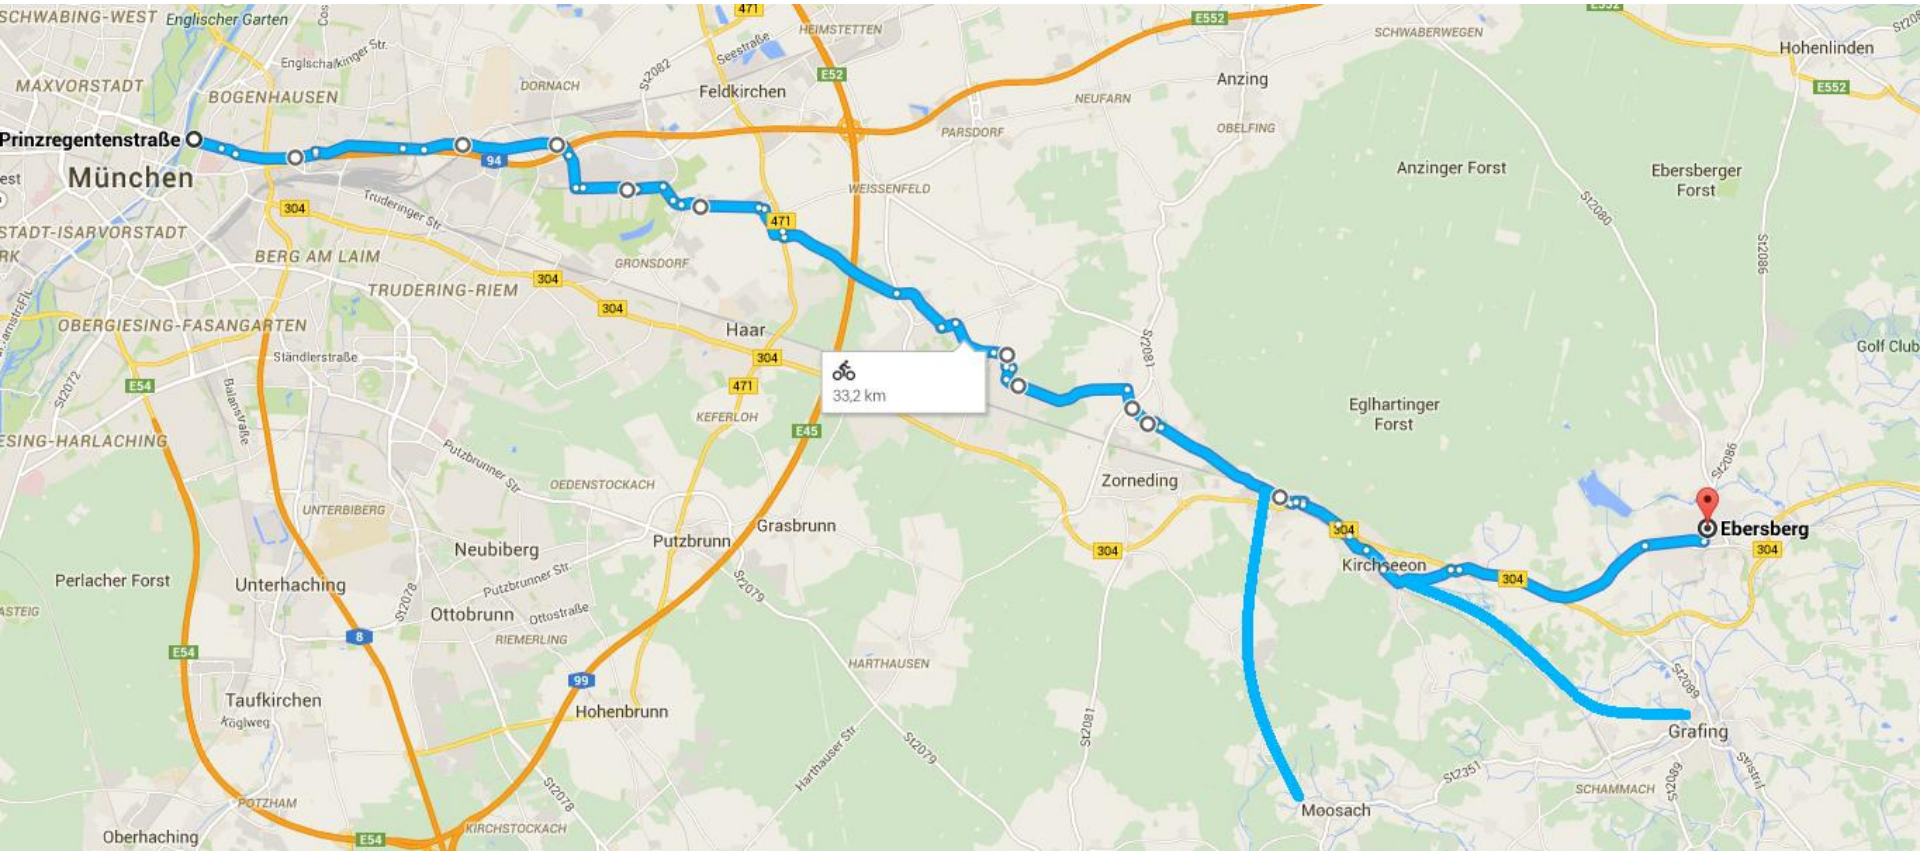 SCHWABING-WEST
Englischer Garten
471
HEIMSTETTEN
E552
SCHWABERWEGEN
Hohenlinden
E552
Englschalkinger Str.
Seestraße
St2082
E52
MAXVORSTADT
BOGENHAUSEN
DORNACH
Feldkirchen
NEUFARN
Anzing
Prinzregentenstraße
94
PARSDORF
OBELFING
München
Anzinger Forst
Ebersberger
Forst
Truderinger Str
WEISSENFELD
304
471
St2080
STADT-ISARVORSTADT
BERG AM LAIM
GRONSDORF
304
St2086
TRUDERING-RIEM
304
OBERGIESING-FASANGARTEN
Haar
St2081
Ständlerstraße
304
Golf Club
E54
St2072
Balanstraße
471
33,2 km
KEFERLOH
E45
Eglhartinger
Forst
ESING-HARLACHING
Putzbrunner Str
OEDENSTOCKACH
Zorneding
St2086
UNTERBIBERG
Grasbrunn
Ebersberg
304
Neubiberg
Putzbrunn
304
304
Perlacher Forst
Unterhaching
Putzbrunner Str
St2079
Kirchseeon
304
St2078
Ottobrunn
Ottostraße
RIEMERLING
8
E54
HARTHAUSEN
99
St2089
Taufkirchen
Köglweg
Hohenbrunn
St2081
Grafing
Harthauser Str
St2079
St2351
St2078
SCHAMMACH
St2089
POTZHAM
Moosach
Oberhaching
E54
KIRCHSTOCKACH